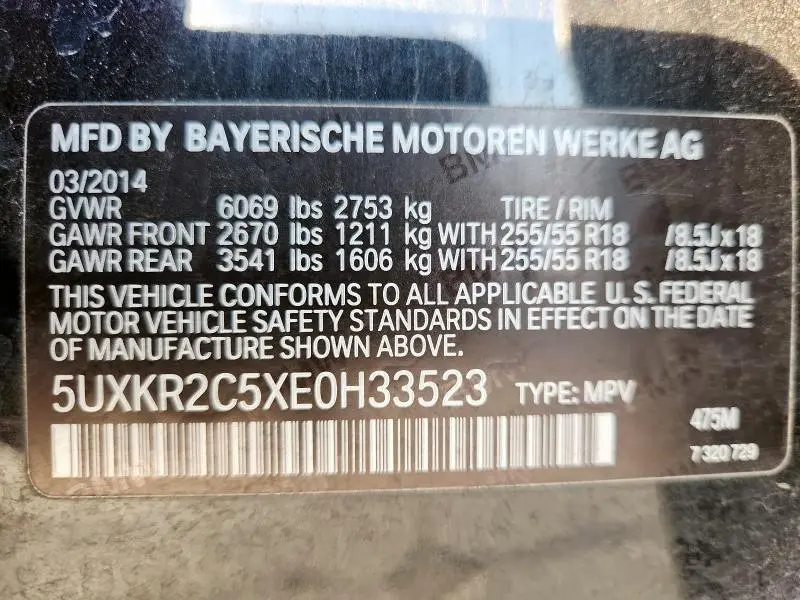 MFD BY BAYERISCHE MOTOREN WERKE AG
03/2014
GVWR 6069 lbs 2753 kg TIRE / RIM
GAWR FRONT 2670 lbs 1211 kg WITH 255/55 R18 /8.5J x 18
GAWR REAR 3541 lbs 1606 kg WITH 255/55 R18 /8.5J x 18
THIS VEHICLE CONFORMS TO ALL APPLICABLE U.S. FEDERAL
MOTOR VEHICLE SAFETY STANDARDS IN EFFECT ON THE DATE
OF MANUFACTURE SHOWN ABOVE.
5UXKR2C5XE0H33523 TYPE: MPV
475M
7 320 729